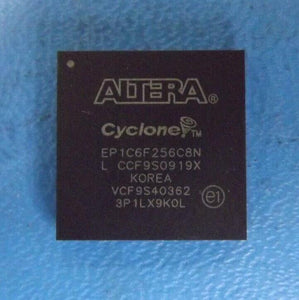 ALTERA®
Cyclone™
EP1C6F256C8N
L CCF9S0919X
KOREA
VCF9S40362
3P1LX9K0L
e1